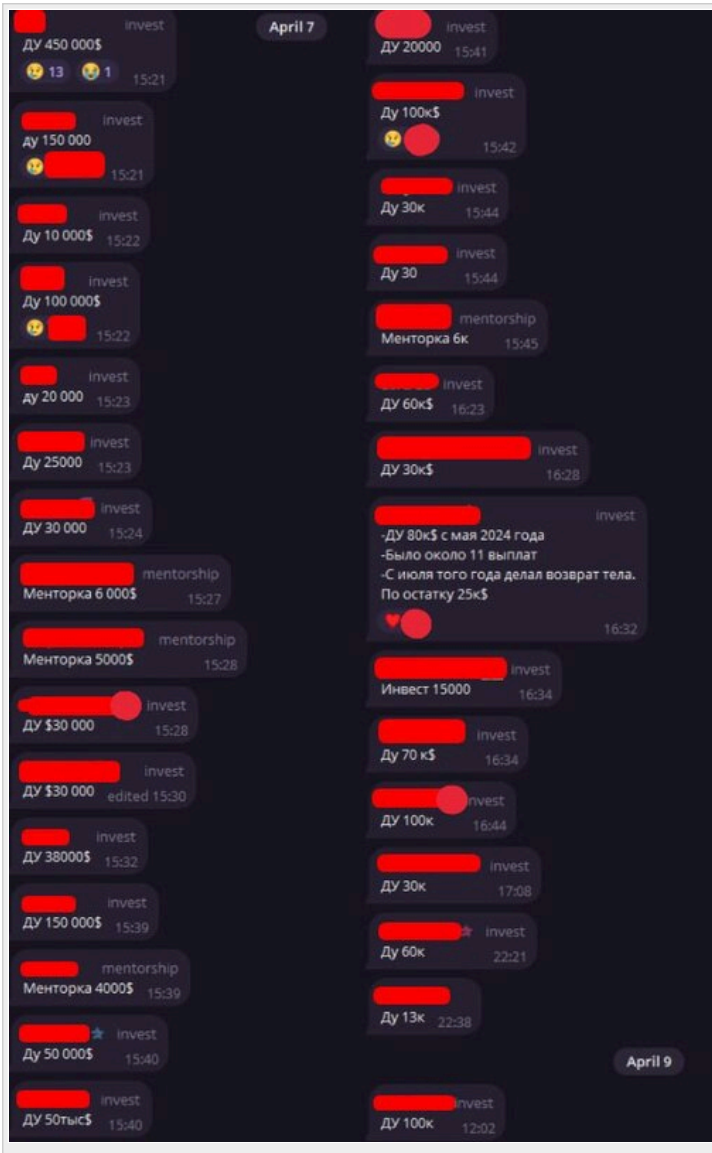 April 7
invest
ДУ 450 000$
13 1
15:21
invest
ду 150 000
15:21
invest
Ду 10 000$ 15:22
invest
Ду 100 000$
15:22
invest
ду 20 000 15:23
invest
Ду 25000 15:23
invest
ДУ 30 000 15:24
mentorship
Менторка 6 000$ 15:27
mentorship
Менторка 5000$ 15:28
invest
ДУ $30 000 15:28
invest
ДУ $30 000 edited 15:30
invest
ДУ 38000$ 15:32
invest
ДУ 150 000$ 15:39
mentorship
Менторка 4000$ 15:39
invest
Ду 50 000$ 15:40
invest
ДУ 50тыс$ 15:40
invest
ДУ 20000 15:41
invest
Ду 100к$
15:42
invest
Ду 30к 15:44
invest
Ду 30 15:44
mentorship
Менторка 6к 15:45
invest
ДУ 60к$ 16:23
invest
ДУ 30к$ 16:28
invest
-ДУ 80к$ с мая 2024 года
-Было около 11 выплат
-С июля того года делал возврат тела.
По остатку 25к$
16:32
invest
Инвест 15000 16:34
invest
Ду 70 к$ 16:34
invest
ДУ 100к 16:44
invest
ДУ 30к 17:08
invest
Ду 60к 22:21
Ду 13к 22:38
April 9
invest
ДУ 100к 12:02